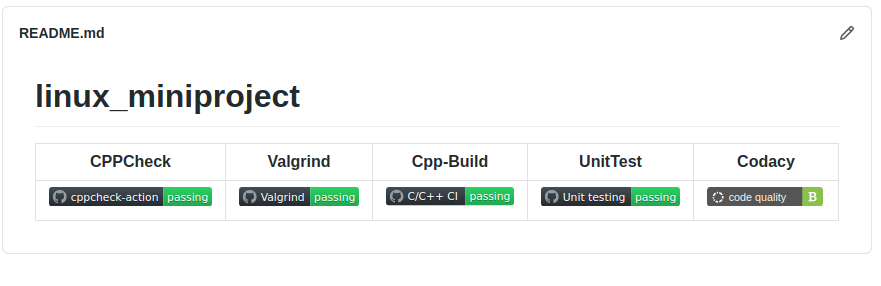 README.md
linux_miniproject
CPPCheck Valgrind Cpp-Build UnitTest Codacy
cppcheck-action passing Valgrind passing C/C++ CI passing Unit testing passing code quality B